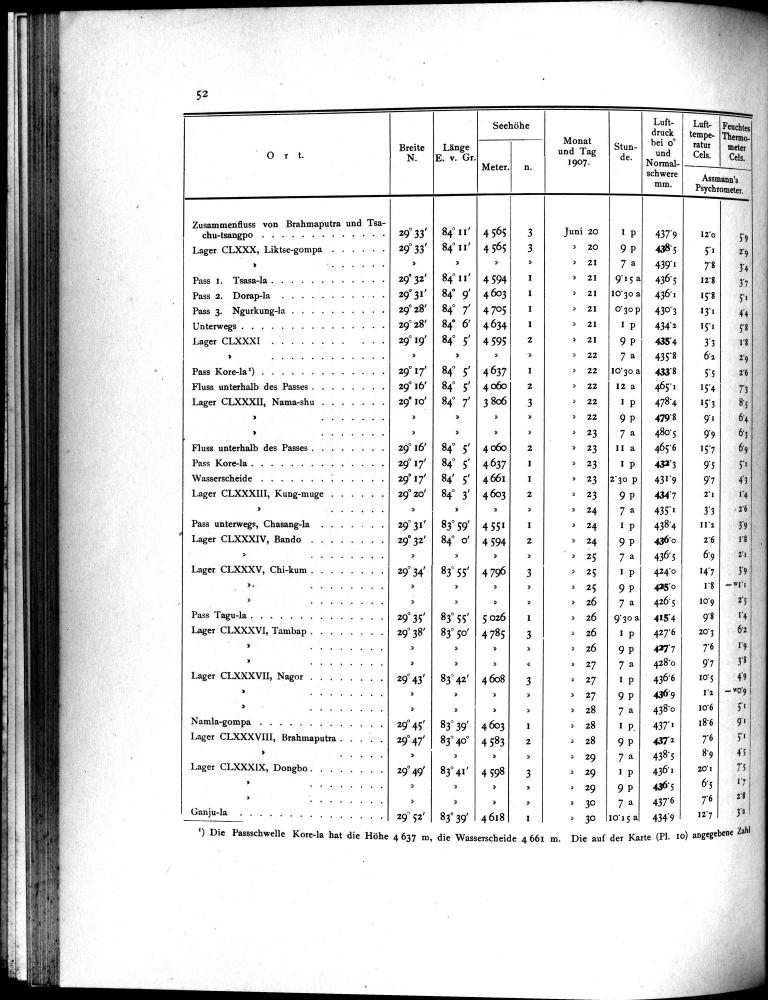 52
Ort. | Breite N. | Länge E. v. Gr. | Seehöhe Meter. | n. | Monat und Tag 1907. | Stunde. | Luftdruck bei 0° und Normalschwere mm. | Lufttemperatur Cels. | Feuchtes Thermometer Cels. | Assmann's Psychrometer.
Zusammenfluss von Brahmaputra und Tsa-
chu-tsangpo | 29° 33′ | 84° 11′ | 4 565 | 3 | Juni 20 | 1 p | 437·9 | 12·0 | 5·9
Lager CLXXX, Liktse-gompa | 29° 33′ | 84° 11′ | 4 565 | 3 | » 20 | 9 p | 438·5 | 5·1 | 2·9
» | » | » | » | » | » 21 | 7 a | 439·1 | 7·8 | 3·4
Pass 1. Tsasa-la | 29° 32′ | 84° 11′ | 4 594 | 1 | » 21 | 9·15 a | 436·5 | 12·8 | 3·7
Pass 2. Dorap-la | 29° 31′ | 84° 9′ | 4 603 | 1 | » 21 | 10·30 a | 436·1 | 15·8 | 5·1
Pass 3. Ngurkung-la | 29° 28′ | 84° 7′ | 4 705 | 1 | » 21 | 0·30 p | 430·3 | 13·1 | 4·4
Unterwegs | 29° 28′ | 84° 6′ | 4 634 | 1 | » 21 | 1 p | 434·2 | 15·1 | 5·8
Lager CLXXXI | 29° 19′ | 84° 5′ | 4 595 | 2 | » 21 | 9 p | 435·4 | 3·3 | 1·8
» | » | » | » | » | » 22 | 7 a | 435·8 | 6·2 | 2·9
Pass Kore-la¹) | 29° 17′ | 84° 5′ | 4 637 | 1 | » 22 | 10·30 a | 433·8 | 5·5 | 2·6
Fluss unterhalb des Passes | 29° 16′ | 84° 5′ | 4 060 | 2 | » 22 | 12 a | 465·1 | 15·4 | 7·3
Lager CLXXXII, Nama-shu | 29° 10′ | 84° 7′ | 3 806 | 3 | » 22 | 1 p | 478·4 | 15·3 | 8·5
» | » | » | » | » | » 22 | 9 p | 479·8 | 9·1 | 6·4
» | » | » | » | » | » 23 | 7 a | 480·5 | 9·9 | 6·3
Fluss unterhalb des Passes | 29° 16′ | 84° 5′ | 4 060 | 2 | » 23 | 11 a | 465·6 | 15·7 | 6·9
Pass Kore-la | 29° 17′ | 84° 5′ | 4 637 | 1 | » 23 | 1 p | 432·3 | 9·5 | 5·1
Wasserscheide | 29° 17′ | 84′ 5′ | 4 661 | 1 | » 23 | 2·30 p | 431·9 | 9·7 | 4·3
Lager CLXXXIII, Kung-muge | 29° 20′ | 84° 3′ | 4 603 | 2 | » 23 | 9 p | 434·7 | 2·1 | 1·4
» | » | » | » | » | » 24 | 7 a | 435·1 | 3·3 | 2·6
Pass unterwegs, Chasang-la | 29° 31′ | 83° 59′ | 4 551 | 1 | » 24 | 1 p | 438·4 | 11·2 | 3·9
Lager CLXXXIV, Bando | 29° 32′ | 84° 0′ | 4 594 | 2 | » 24 | 9 p | 436·0 | 2·6 | 1·8
» | » | » | » | » | » 25 | 7 a | 436·5 | 6·9 | 2·1
Lager CLXXXV, Chi-kum | 29° 34′ | 83° 55′ | 4 796 | 3 | » 25 | 1 p | 424·0 | 14·7 | 3·9
» | » | » | » | » | » 25 | 9 p | 425·0 | 1·8 | —w1·1
» | » | » | » | » | » 26 | 7 a | 426·5 | 10·9 | 2·5
Pass Tagu-la | 29° 35′ | 83° 55′ | 5 026 | 1 | » 26 | 9·30 a | 415·4 | 9·8 | 1·4
Lager CLXXXVI, Tambap | 29° 38′ | 83° 50′ | 4 785 | 3 | » 26 | 1 p | 427·6 | 20·3 | 6·2
» | » | » | » | » | » 26 | 9 p | 427·7 | 7·6 | 1·9
» | » | » | » | « | » 27 | 7 a | 428·0 | 9·7 | 3·8
Lager CLXXXVII, Nagor | 29° 43′ | 83° 42′ | 4 608 | 3 | » 27 | 1 p | 436·6 | 10·5 | 4·9
» | » | » | » | » | » 27 | 9 p | 436·9 | 1·2 | —w0·9
» | » | » | » | » | » 28 | 7 a | 438·0 | 10·6 | 5·1
Namla-gompa | 29° 45′ | 83° 39′ | 4 603 | 1 | » 28 | 1 p | 437·1 | 18·6 | 9·1
Lager CLXXXVIII, Brahmaputra | 29° 47′ | 83° 40° | 4 583 | 2 | » 28 | 9 p | 437·2 | 7·6 | 5·1
» | » | » | » | » | » 29 | 7 a | 438·5 | 8·9 | 4·5
Lager CLXXXIX, Dongbo | 29° 49′ | 83° 41′ | 4 598 | 3 | » 29 | 1 p | 436·1 | 20·1 | 7·5
» | » | » | » | » | » 29 | 9 p | 436·5 | 6·5 | 1·7
» | » | » | » | » | » 30 | 7 a | 437·6 | 7·6 | 2·8
Ganju-la | 29° 52′ | 83° 39′ | 4 618 | 1 | » 30 | 10·15 a | 434·9 | 12·7 | 3·2
¹) Die Passschwelle Kore-la hat die Höhe 4 637 m, die Wasserscheide 4 661 m. Die auf der Karte (Pl. 10) angegebene Zahl